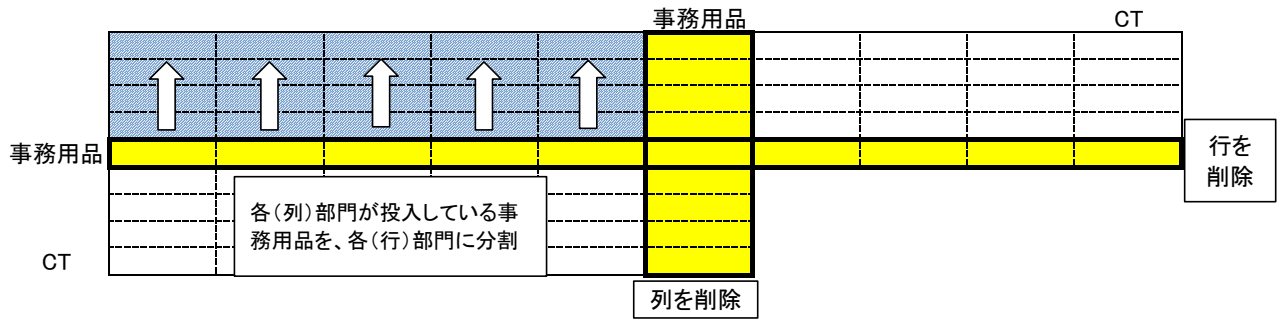 事務用品
CT
事務用品
行を
削除
各(列)部門が投入している事
務用品を、各(行)部門に分割
CT
列を削除